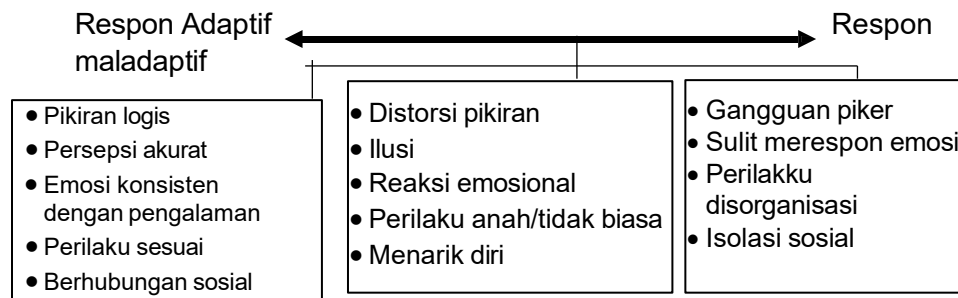 Respon Adaptif
Respon
maladaptif
• Pikiran logis
• Persepsi akurat
• Emosi konsisten
dengan pengalaman
• Perilaku sesuai
• Berhubungan sosial
• Distorsi pikiran
• Ilusi
• Reaksi emosional
• Perilaku anah/tidak biasa
• Menarik diri
• Gangguan piker
• Sulit merespon emosi
• Perilakku
disorganisasi
• Isolasi sosial